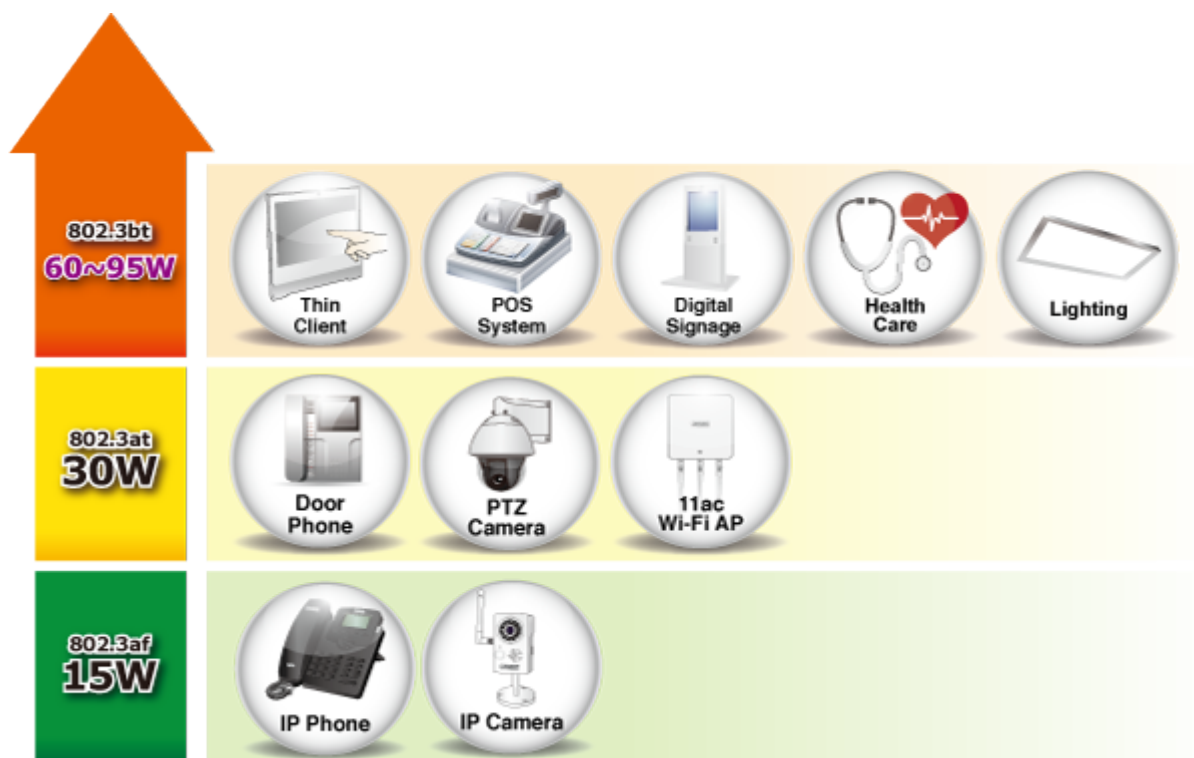 802.3bt
60~95W
Thin
Client
POS
System
Digital
Signage
Health
Care
Lighting
802.3at
30W
Door
Phone
PTZ
Camera
11ac
Wi-Fi AP
802.3af
15W
IP Phone
IP Camera